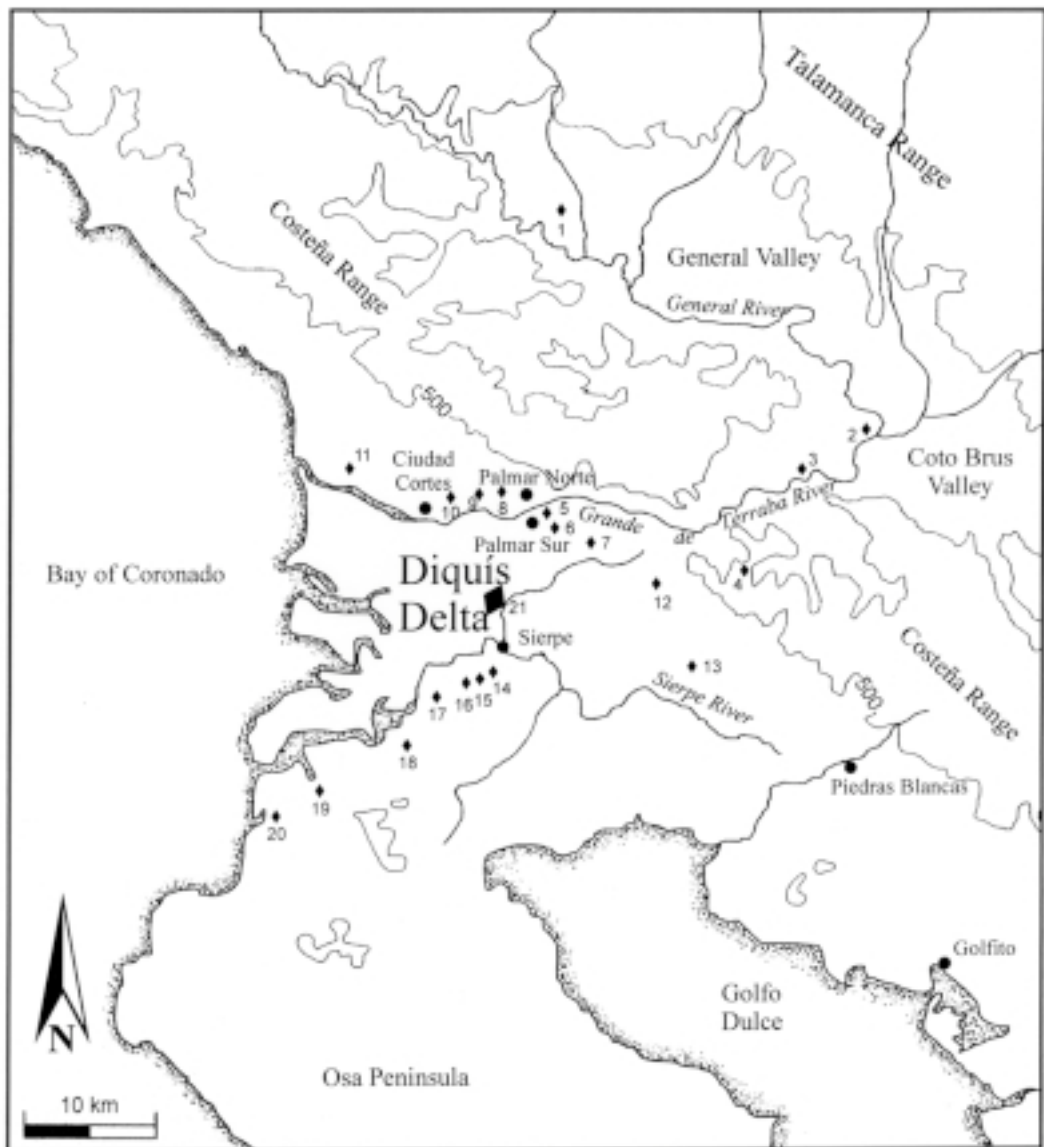 Talamanca Range
Costeña Range
1
General Valley
General River
500
2
3
11
Ciudad
Cortes
Palmar Norte
10
9
8
5
6
Palmar Sur
7
Grande de Terraba River
Coto Brus
Valley
Bay of Coronado
Diquís
Delta
21
4
12
Sierpe
13
Sierpe River
14
15
16
17
500
Costeña Range
18
19
20
Piedras Blancas
Golfito
Golfo
Dulce
N
Osa Peninsula
10 km